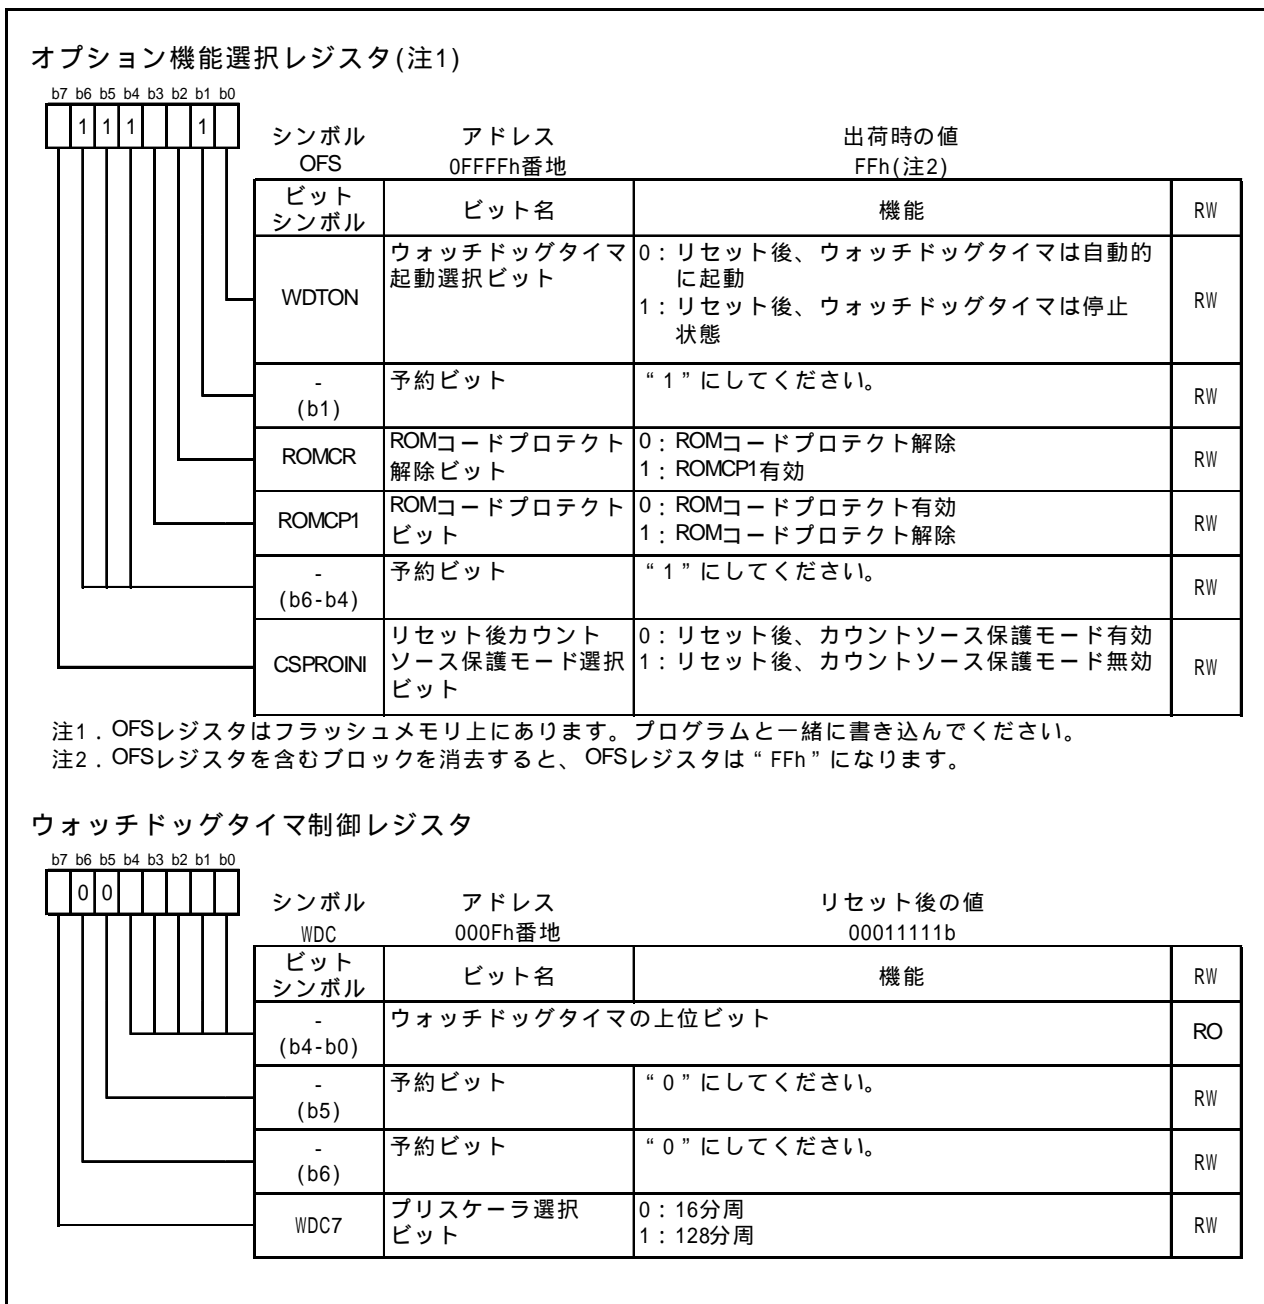 オプション機能選択レジスタ(注1)
b7 b6 b5 b4 b3 b2 b1 b0
1 1 1 1
シンボル アドレス 出荷時の値
OFS 0FFFFh番地 FFh(注2)
ビット
シンボル ビット名 機能 RW
WDTON ウォッチドッグタイマ
起動選択ビット 0：リセット後、ウォッチドッグタイマは自動的
に起動
1：リセット後、ウォッチドッグタイマは停止
状態 RW
-
(b1) 予約ビット “1”にしてください。 RW
ROMCR ROMコードプロテクト
解除ビット 0：ROMコードプロテクト解除
1：ROMCP1有効 RW
ROMCP1 ROMコードプロテクト
ビット 0：ROMコードプロテクト有効
1：ROMコードプロテクト解除 RW
-
(b6-b4) 予約ビット “1”にしてください。 RW
CSPROINI リセット後カウント
ソース保護モード選択
ビット 0：リセット後、カウントソース保護モード有効
1：リセット後、カウントソース保護モード無効 RW
注1．OFSレジスタはフラッシュメモリ上にあります。プログラムと一緒に書き込んでください。
注2．OFSレジスタを含むブロックを消去すると、OFSレジスタは“FFh”になります。
ウォッチドッグタイマ制御レジスタ
b7 b6 b5 b4 b3 b2 b1 b0
0 0
シンボル アドレス リセット後の値
WDC 000Fh番地 00011111b
ビット
シンボル ビット名 機能 RW
-
(b4-b0) ウォッチドッグタイマの上位ビット RO
-
(b5) 予約ビット “0”にしてください。 RW
-
(b6) 予約ビット “0”にしてください。 RW
WDC7 プリスケーラ選択
ビット 0：16分周
1：128分周 RW